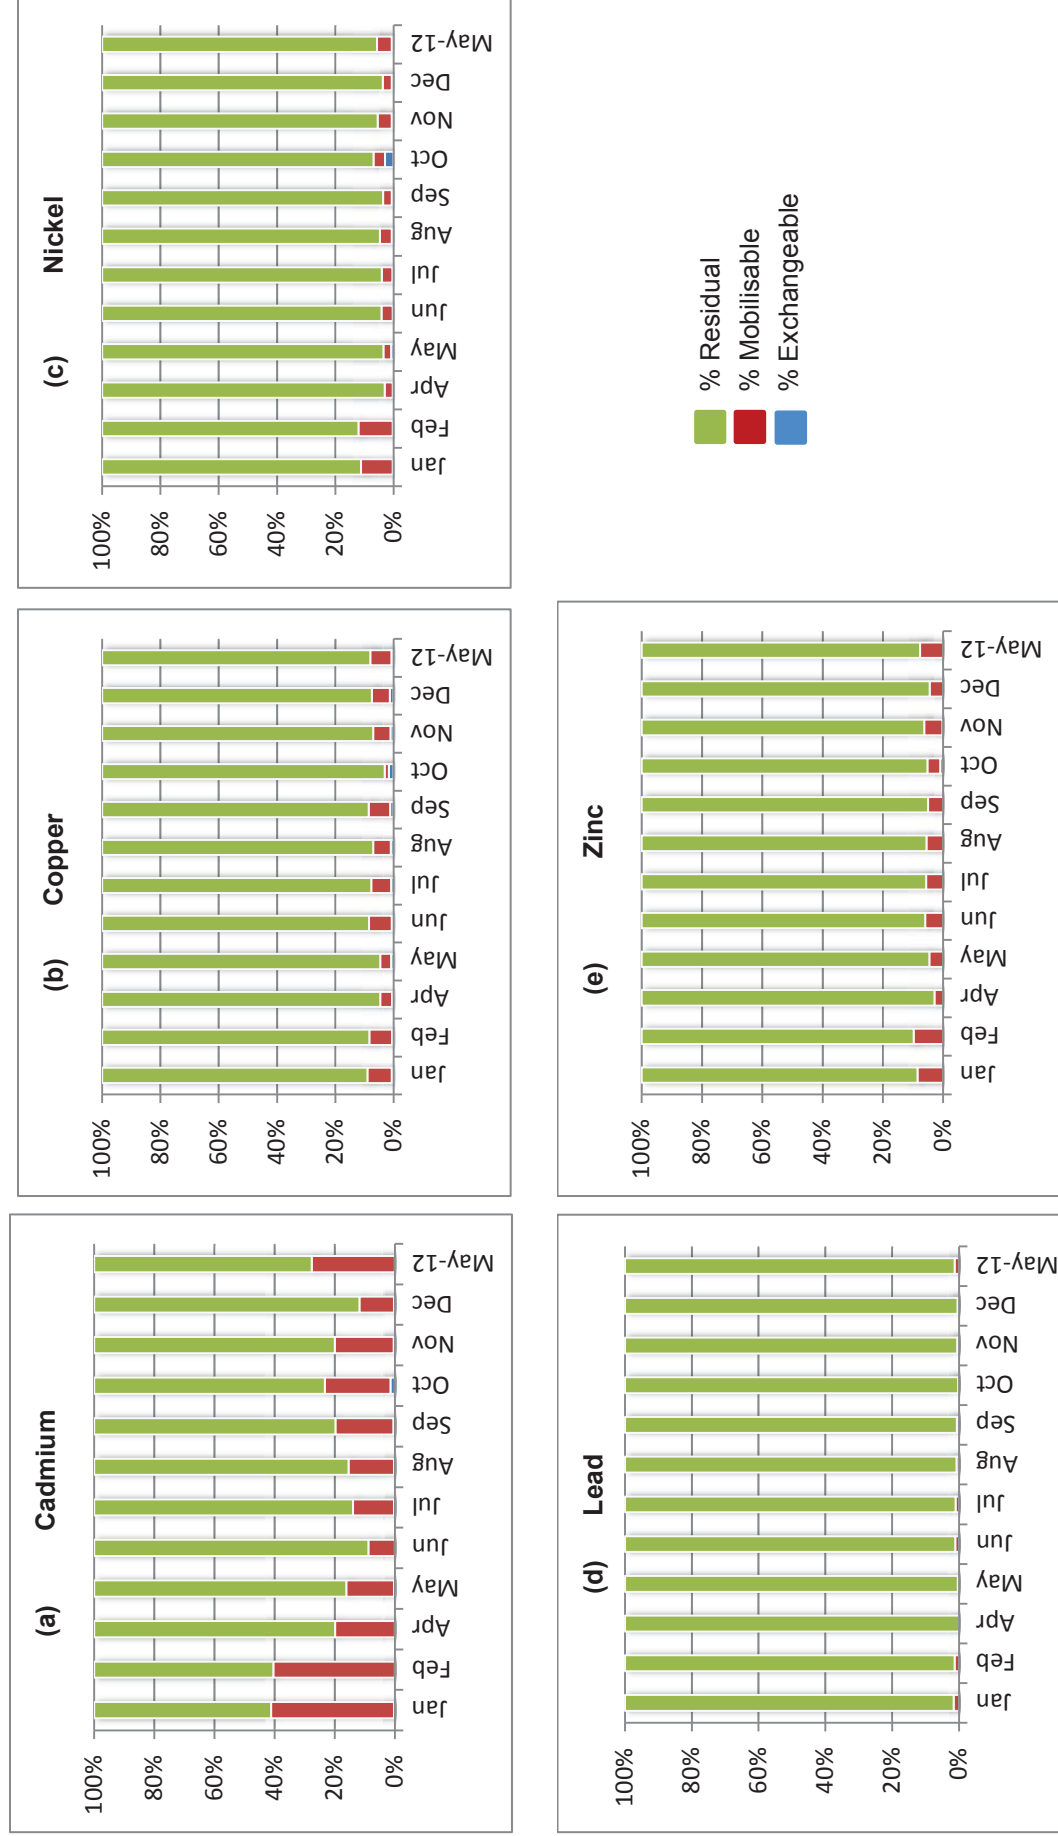 (a) Cadmium
100%
80%
60%
40%
20%
0%
Jan
Feb
Apr
May
Jun
Jul
Aug
Sep
Oct
Nov
Dec
May-12
(b) Copper
100%
80%
60%
40%
20%
0%
Jan
Feb
Apr
May
Jun
Jul
Aug
Sep
Oct
Nov
Dec
May-12
(c) Nickel
100%
80%
60%
40%
20%
0%
Jan
Feb
Apr
May
Jun
Jul
Aug
Sep
Oct
Nov
Dec
May-12
(d) Lead
100%
80%
60%
40%
20%
0%
Jan
Feb
Apr
May
Jun
Jul
Aug
Sep
Oct
Nov
Dec
May-12
(e) Zinc
100%
80%
60%
40%
20%
0%
Jan
Feb
Apr
May
Jun
Jul
Aug
Sep
Oct
Nov
Dec
May-12
% Residual
% Mobilisable
% Exchangeable